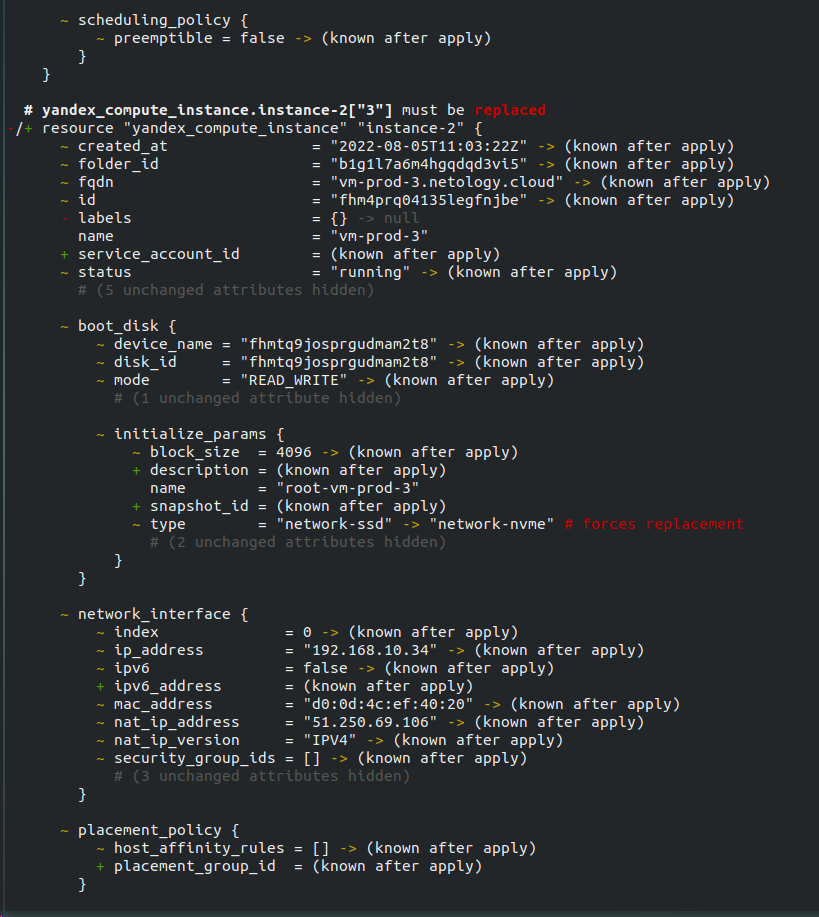 ~ scheduling_policy {
~ preemptible = false -> (known after apply)
}
}
# yandex_compute_instance.instance-2["3"] must be replaced
-/+ resource "yandex_compute_instance" "instance-2" {
~ created_at = "2022-08-05T11:03:22Z" -> (known after apply)
~ folder_id = "b1g1l7a6m4hgqdqd3vi5" -> (known after apply)
~ fqdn = "vm-prod-3.netology.cloud" -> (known after apply)
~ id = "fhm4prq04135legfnjbe" -> (known after apply)
- labels = {} -> null
name = "vm-prod-3"
+ service_account_id = (known after apply)
~ status = "running" -> (known after apply)
# (5 unchanged attributes hidden)
~ boot_disk {
~ device_name = "fhmtq9josprgudmam2t8" -> (known after apply)
~ disk_id = "fhmtq9josprgudmam2t8" -> (known after apply)
~ mode = "READ_WRITE" -> (known after apply)
# (1 unchanged attribute hidden)
~ initialize_params {
~ block_size = 4096 -> (known after apply)
+ description = (known after apply)
name = "root-vm-prod-3"
+ snapshot_id = (known after apply)
~ type = "network-ssd" -> "network-nvme" # forces replacement
# (2 unchanged attributes hidden)
}
}
~ network_interface {
~ index = 0 -> (known after apply)
~ ip_address = "192.168.10.34" -> (known after apply)
~ ipv6 = false -> (known after apply)
+ ipv6_address = (known after apply)
~ mac_address = "d0:0d:4c:ef:40:20" -> (known after apply)
~ nat_ip_address = "51.250.69.106" -> (known after apply)
~ nat_ip_version = "IPV4" -> (known after apply)
~ security_group_ids = [] -> (known after apply)
# (3 unchanged attributes hidden)
}
~ placement_policy {
~ host_affinity_rules = [] -> (known after apply)
+ placement_group_id = (known after apply)
}